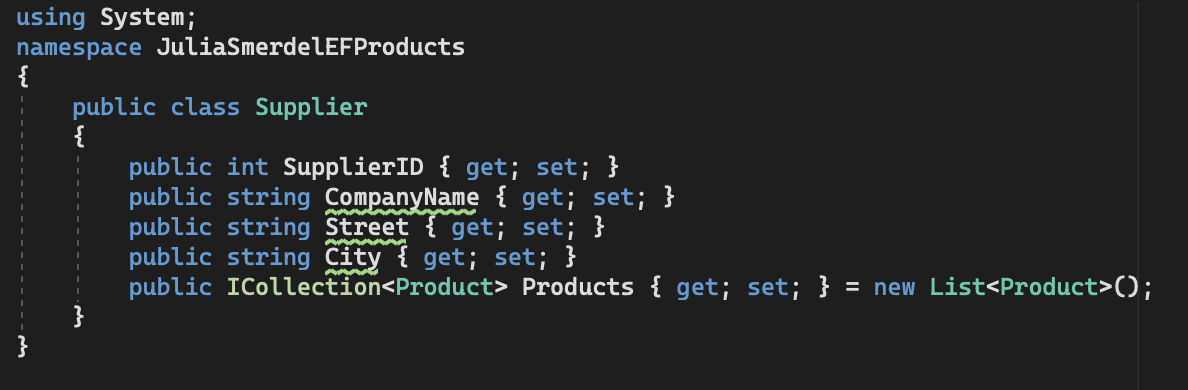 using System;
namespace JuliaSmerdelEFProducts
{
    public class Supplier
    {
        public int SupplierID { get; set; }
        public string CompanyName { get; set; }
        public string Street { get; set; }
        public string City { get; set; }
        public ICollection<Product> Products { get; set; } = new List<Product>();
    }
}